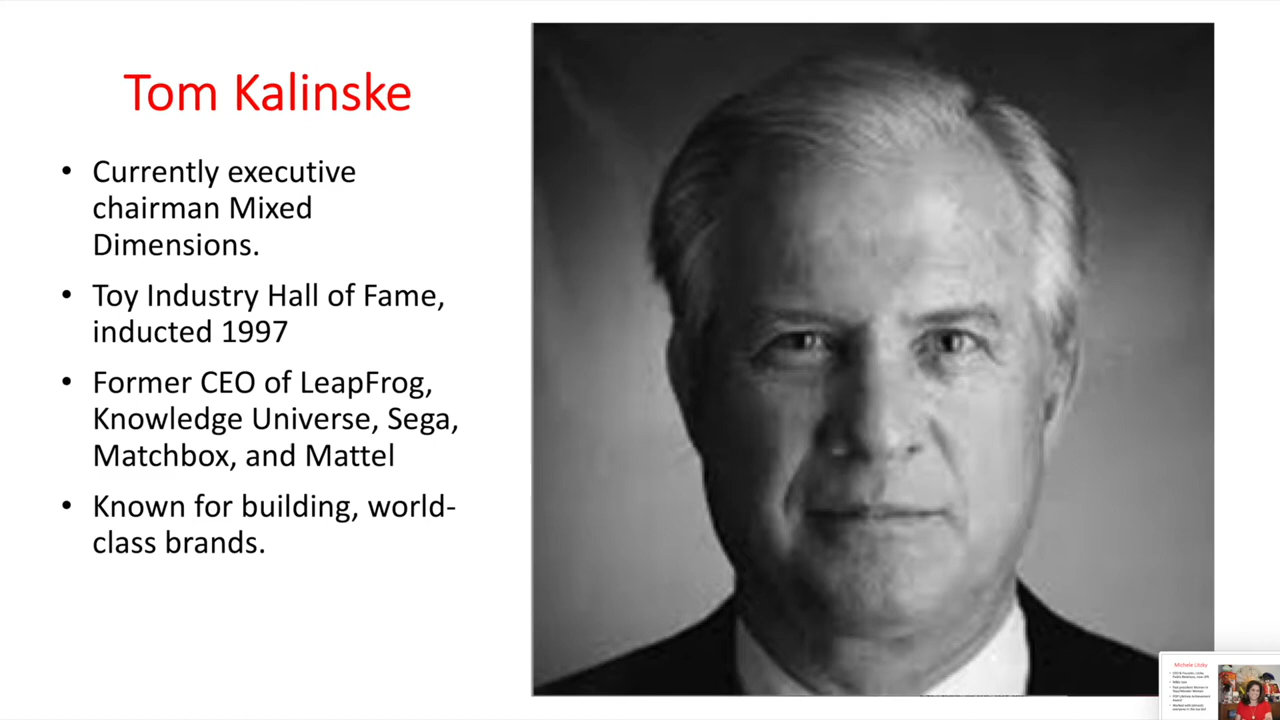 Tom Kalinske
• Currently executive
chairman Mixed
Dimensions.
• Toy Industry Hall of Fame,
inducted 1997
• Former CEO of LeapFrog,
Knowledge Universe, Sega,
Matchbox, and Mattel
• Known for building, world-
class brands.